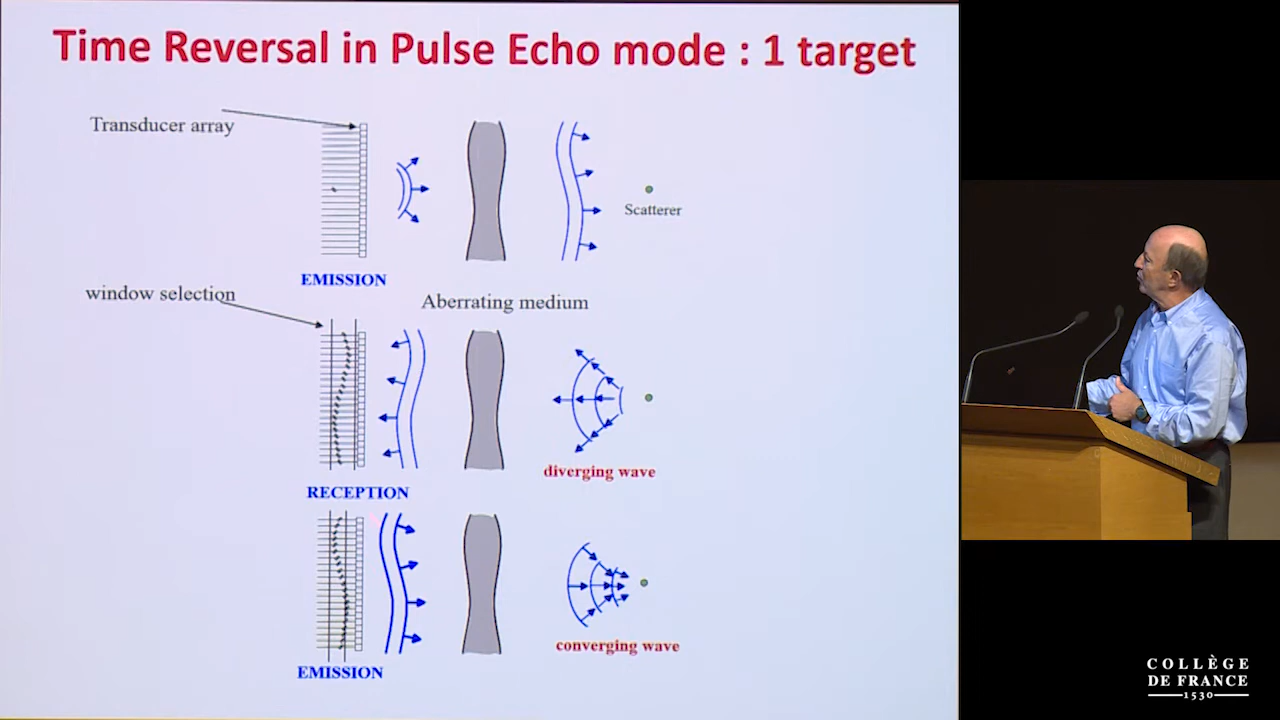 Time Reversal in Pulse Echo mode : 1 target
Transducer array
Scatterer
EMISSION
window selection
Aberrating medium
diverging wave
RECEPTION
converging wave
EMISSION
COLLÈGE
DE FRANCE
1530